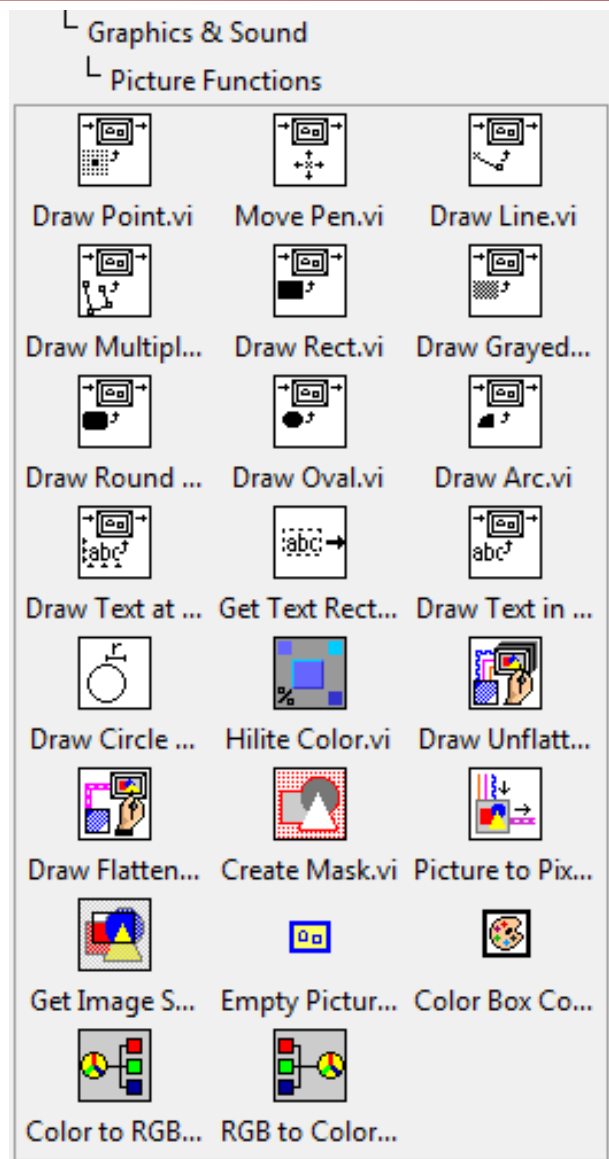 Graphics & Sound
Picture Functions
Draw Point.vi Move Pen.vi Draw Line.vi
Draw Multipl... Draw Rect.vi Draw Grayed...
Draw Round ... Draw Oval.vi Draw Arc.vi
abc abc abc
Draw Text at ... Get Text Rect... Draw Text in ...
r
%
Draw Circle ... Hilite Color.vi Draw Unflatt...
Draw Flatten... Create Mask.vi Picture to Pix...
Get Image S... Empty Pictur... Color Box Co...
Color to RGB... RGB to Color...